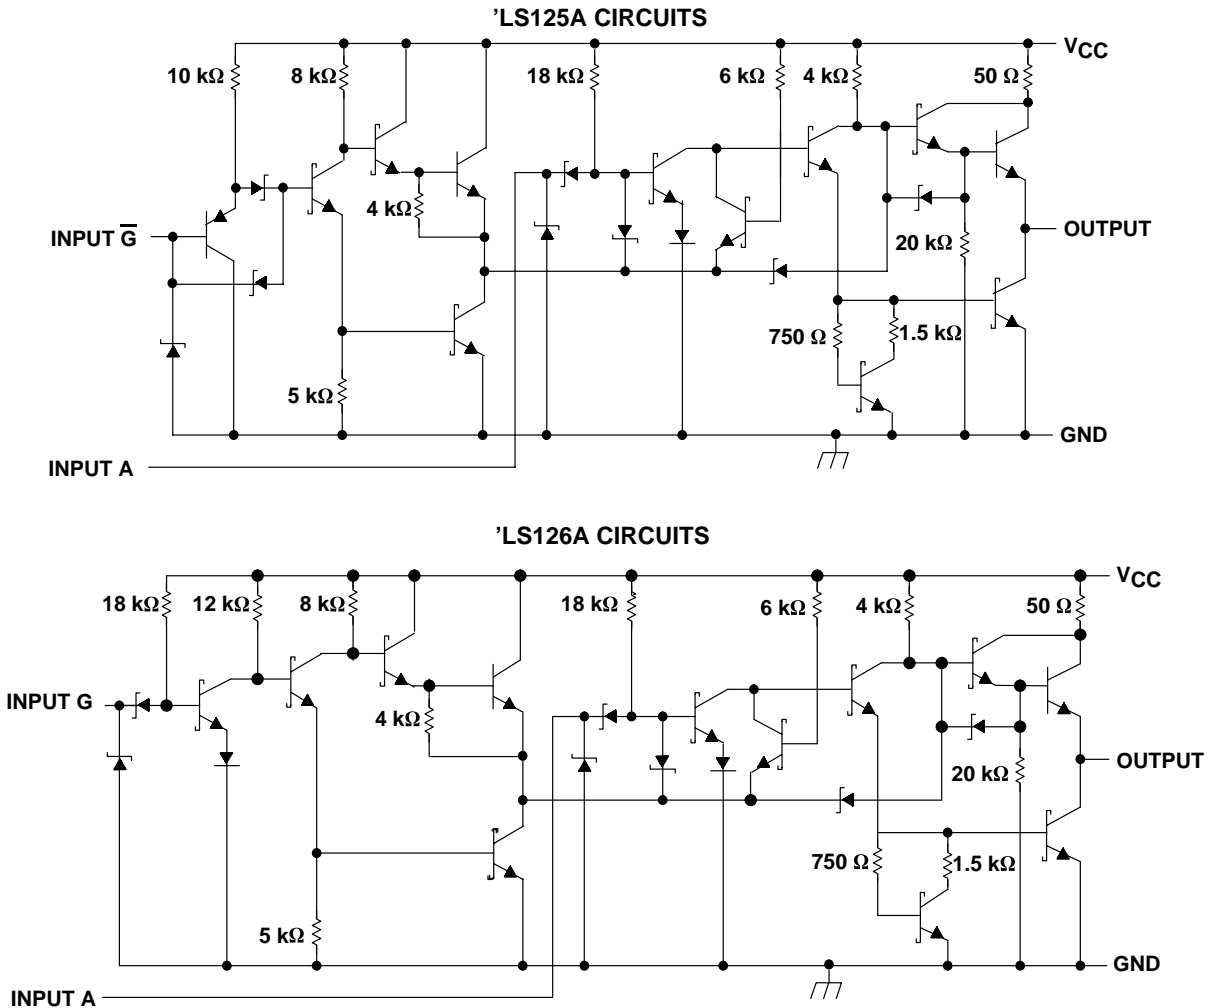 ’LS125A CIRCUITS
VCC
10 kΩ
8 kΩ
18 kΩ
6 kΩ
4 kΩ
50 Ω
4 kΩ
INPUT G̅
20 kΩ
OUTPUT
750 Ω
1.5 kΩ
5 kΩ
GND
INPUT A
’LS126A CIRCUITS
VCC
18 kΩ
12 kΩ
8 kΩ
18 kΩ
6 kΩ
4 kΩ
50 Ω
INPUT G
4 kΩ
20 kΩ
OUTPUT
750 Ω
1.5 kΩ
5 kΩ
GND
INPUT A